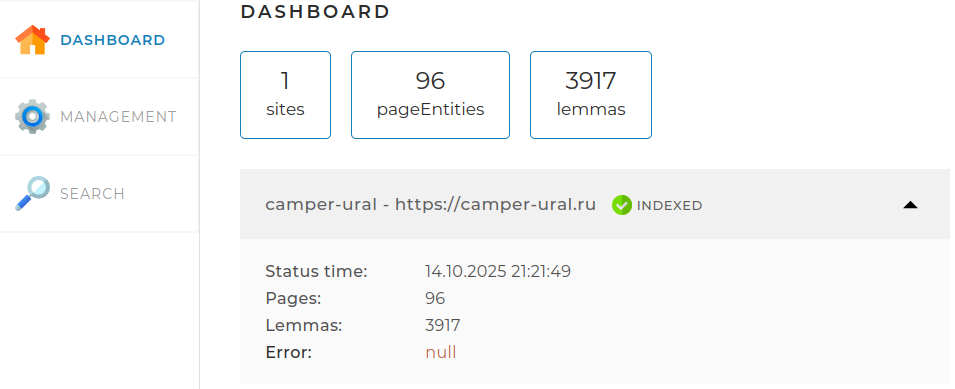 DASHBOARD
DASHBOARD
1
sites
96
pageEntities
3917
lemmas
MANAGEMENT
SEARCH
camper-ural - https://camper-ural.ru INDEXED
Status time: 14.10.2025 21:21:49
Pages: 96
Lemmas: 3917
Error: null